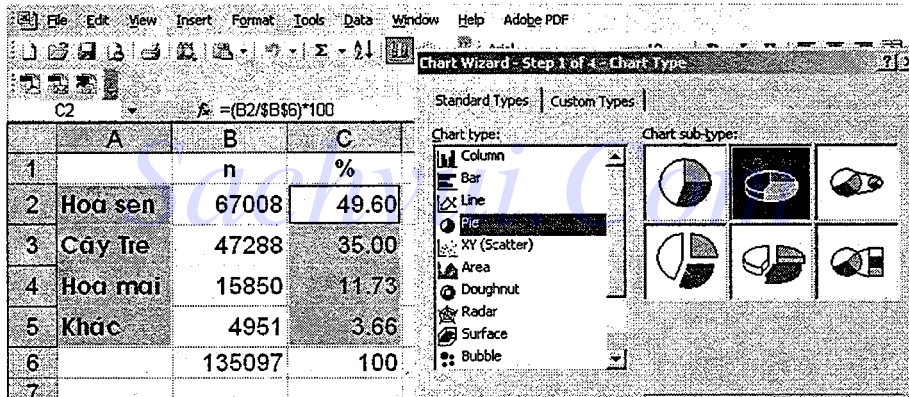 File Edit View Insert Format Tools Data Window Help Adobe PDF
Chart Wizard - Step 1 of 4 - Chart Type
C2 fx =(B2/$B$6)*100
Standard Types Custom Types
Chart type: Chart sub-type:
A B C
1 n %
2 Hoa sen 67008 49.60
3 Cây Tre 47288 35.00
4 Hoa mai 15850 11.73
5 Khác 4951 3.66
6 135097 100
7
Column
Bar
Line
Pie
XY (Scatter)
Area
Doughnut
Radar
Surface
Bubble
Sachvui.Com